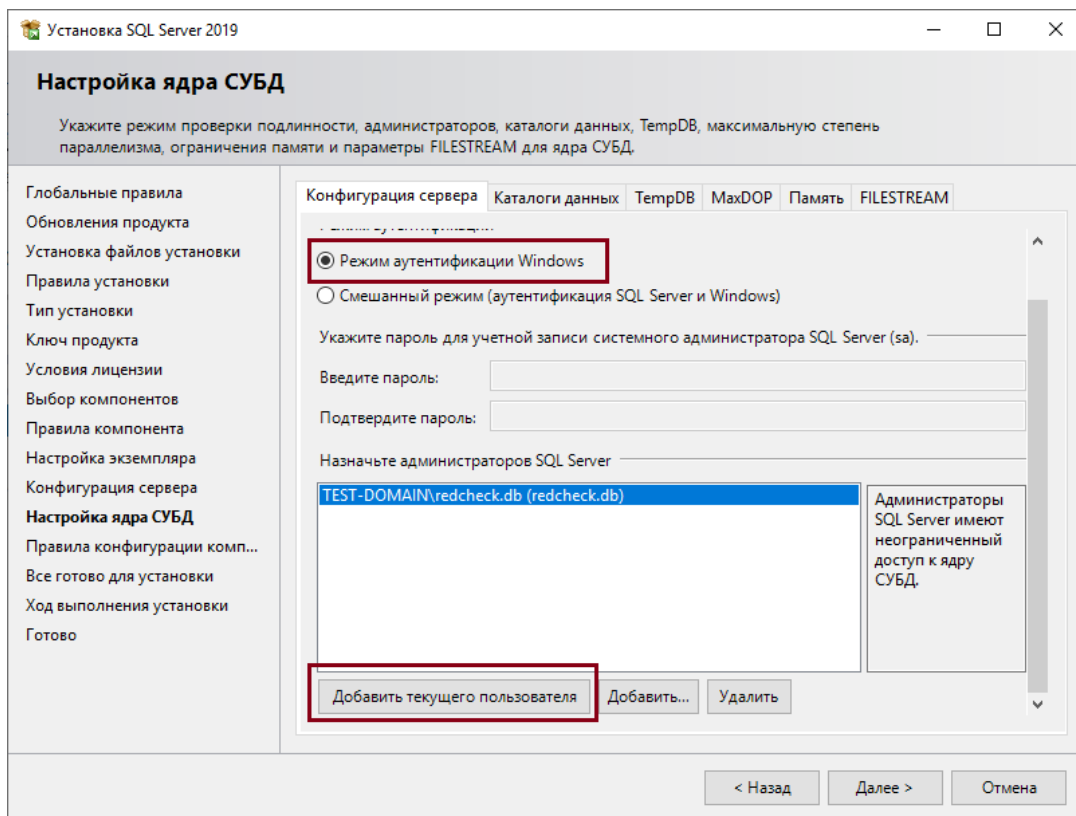 Установка SQL Server 2019
Настройка ядра СУБД
Укажите режим проверки подлинности, администраторов, каталоги данных, TempDB, максимальную степень
параллелизма, ограничения памяти и параметры FILESTREAM для ядра СУБД.
Глобальные правила
Обновления продукта
Установка файлов установки
Правила установки
Тип установки
Ключ продукта
Условия лицензии
Выбор компонентов
Правила компонента
Настройка экземпляра
Конфигурация сервера
Настройка ядра СУБД
Правила конфигурации комп...
Все готово для установки
Ход выполнения установки
Готово
Конфигурация сервера Каталоги данных TempDB MaxDOP Память FILESTREAM
Режим аутентификации Windows
Смешанный режим (аутентификация SQL Server и Windows)
Укажите пароль для учетной записи системного администратора SQL Server (sa).
Введите пароль:
Подтвердите пароль:
Назначьте администраторов SQL Server
TEST-DOMAIN\redcheck.db (redcheck.db)
Администраторы
SQL Server имеют
неограниченный
доступ к ядру
СУБД.
Добавить текущего пользователя Добавить... Удалить
< Назад Далее > Отмена